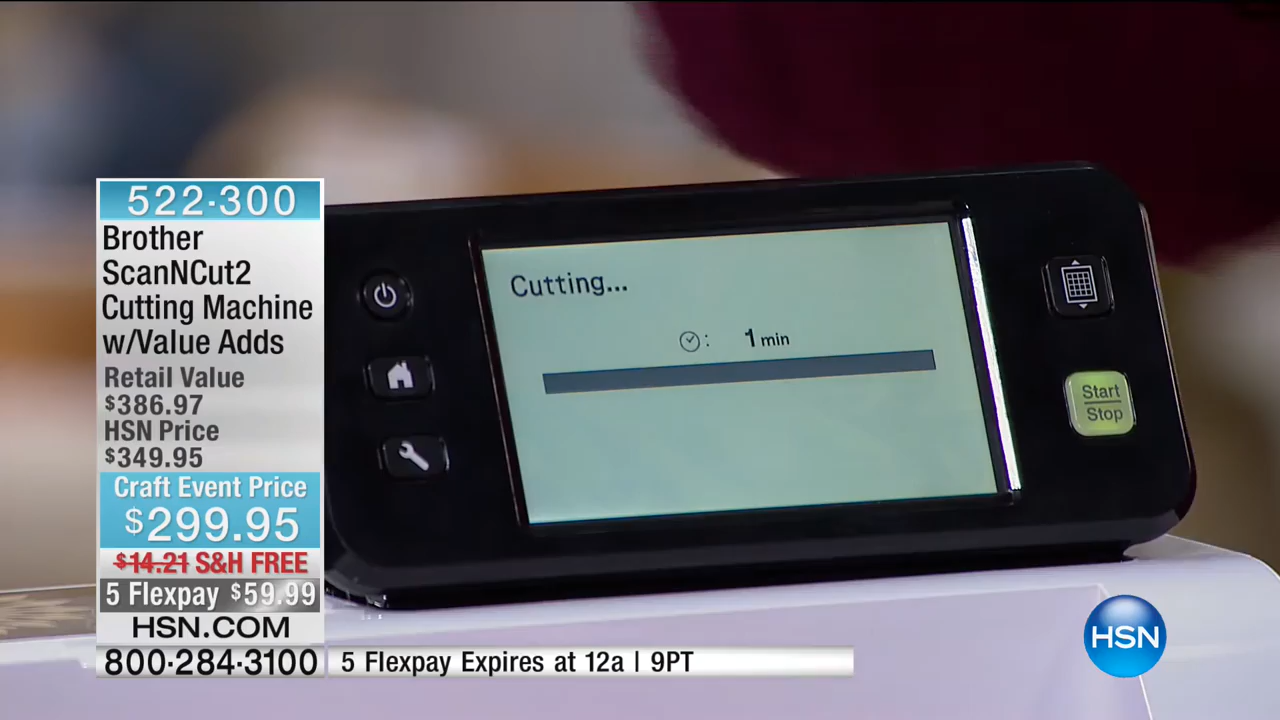 522·300
Brother
ScanNCut2
Cutting Machine
w/Value Adds
Retail Value
$386.97
HSN Price
$349.95
Craft Event Price
$299.95
$14.21 S&H FREE
5 Flexpay $59.99
HSN.COM
800·284·3100
5 Flexpay Expires at 12a | 9PT
Cutting...
: 1 min
Start
Stop
HSN